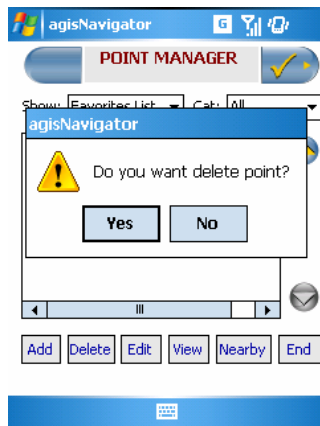 agisNavigator
G
POINT MANAGER
Show: Favorites List Cat: All
agisNavigator
Do you want delete point?
Yes No
Add Delete Edit View Nearby End